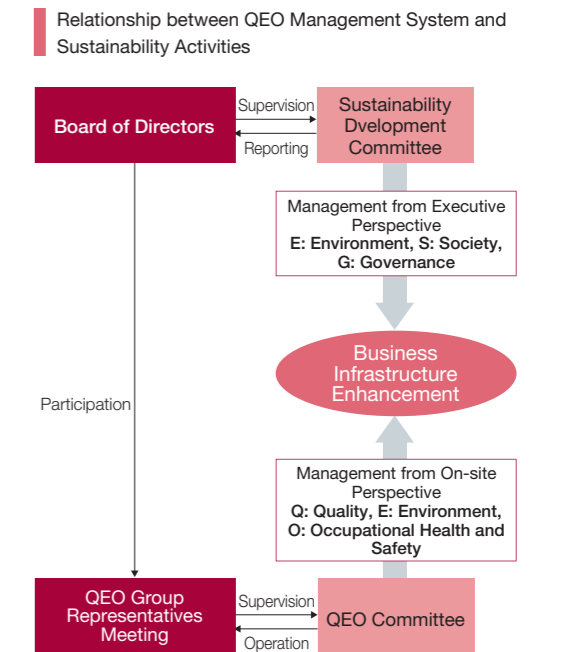 Relationship between QEO Management System and
Sustainability Activities
Board of Directors
Supervision
Reporting
Sustainability
Dvelopment
Committee
Management from Executive
Perspective
E: Environment, S: Society,
G: Governance
Business
Infrastructure
Enhancement
Participation
Management from On-site
Perspective
Q: Quality, E: Environment,
O: Occupational Health and
Safety
QEO Group
Representatives
Meeting
Supervision
Operation
QEO Committee